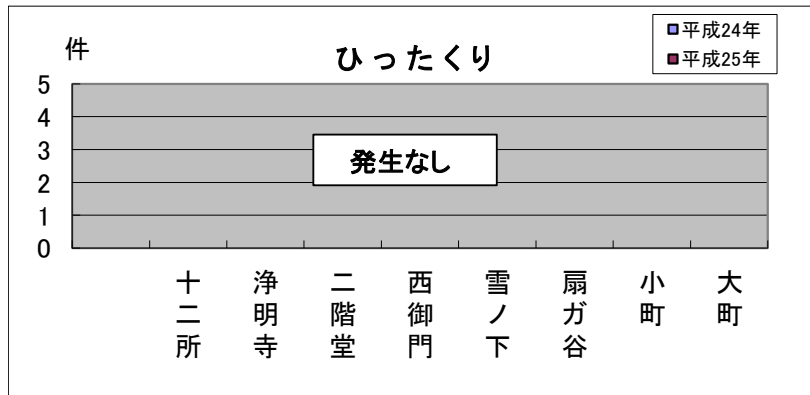 件
ひったくり
平成24年
平成25年
5
4
3
2
1
0
発生なし
十二所
浄明寺
二階堂
西御門
雪ノ下
扇ガ谷
小町
大町